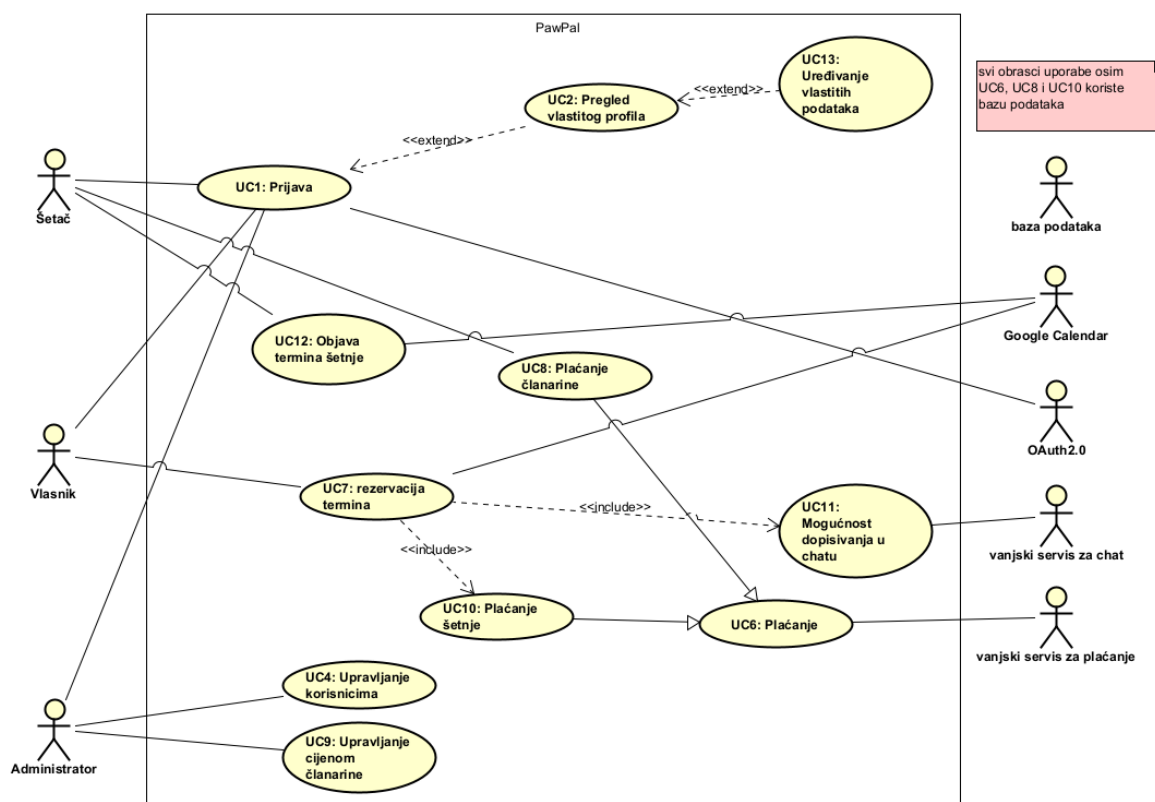 PawPal
UC13:
Uređivanje
vlastitih
podataka
svi obrasci uporabe osim
UC6, UC8 i UC10 koriste
bazu podataka
<<extend>>
UC2: Pregled
vlastitog profila
<<extend>>
UC1: Prijava
Šetač
baza podataka
UC12: Objava
termina šetnje
Google Calendar
UC8: Plaćanje
članarine
OAuth2.0
Vlasnik
UC7: rezervacija
termina
<<include>>
UC11:
Mogućnost
dopisivanja u
chatu
vanjski servis za chat
<<include>>
UC10: Plaćanje
šetnje
UC6: Plaćanje
vanjski servis za plaćanje
UC4: Upravljanje
korisnicima
Administrator
UC9: Upravljanje
cijenom
članarine